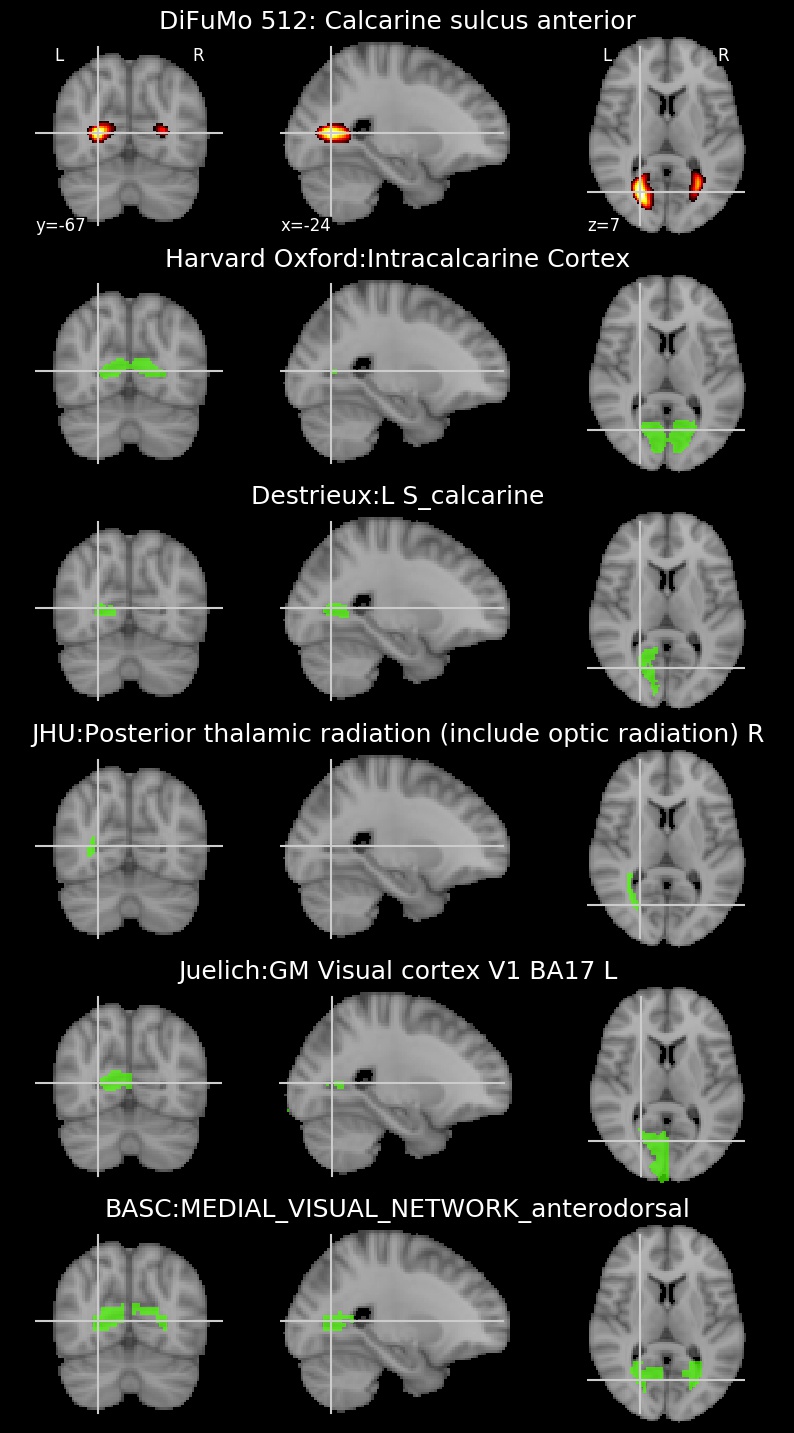 DiFuMo 512: Calcarine sulcus anterior
L R L R
y=-67 x=-24 z=7
Harvard Oxford:Intracalcarine Cortex
Destrieux:L S_calcarine
JHU:Posterior thalamic radiation (include optic radiation) R
Juelich:GM Visual cortex V1 BA17 L
BASC:MEDIAL_VISUAL_NETWORK_anterodorsal